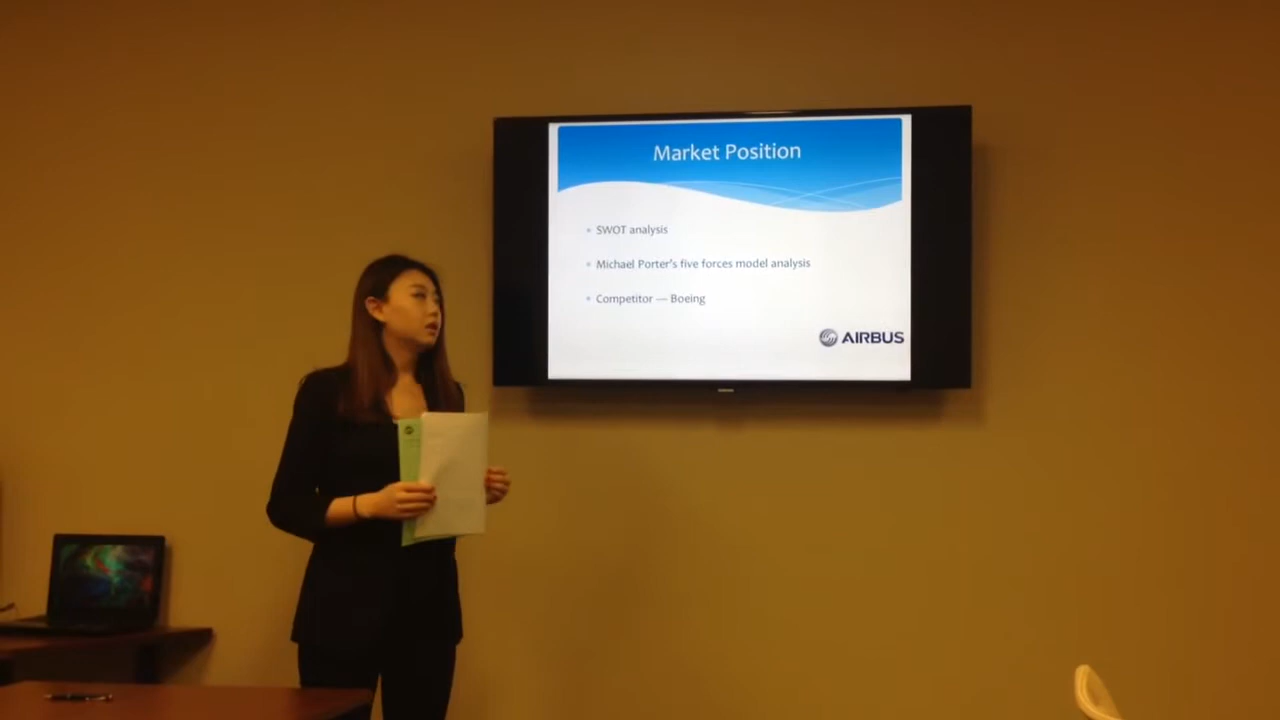 Market Position
SWOT analysis
Michael Porter's five forces model analysis
Competitor — Boeing
AIRBUS